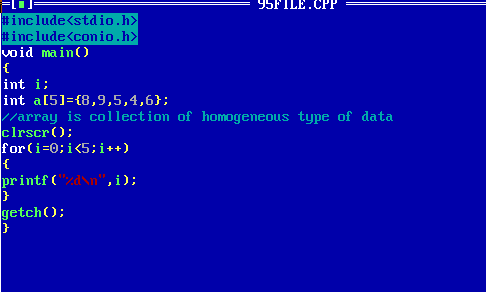 [■] 95FILE.CPP
#include<stdio.h>
#include<conio.h>
void main()
{
int i;
int a[5]={8,9,5,4,6};
//array is collection of homogeneous type of data
clrscr();
for(i=0;i<5;i++)
{
printf("%d\n",i);
}
getch();
}